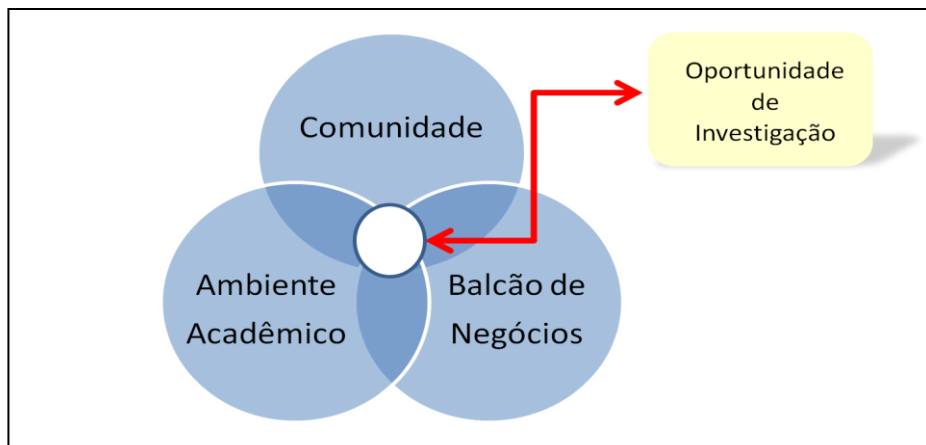 Comunidade
Oportunidade
de
Investigação
Ambiente
Acadêmico
Balcão de
Negócios